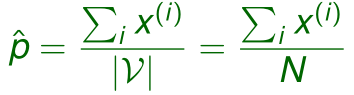 p̂ = ∑ᵢ x⁽ⁱ⁾ / |𝒱| = ∑ᵢ x⁽ⁱ⁾ / N